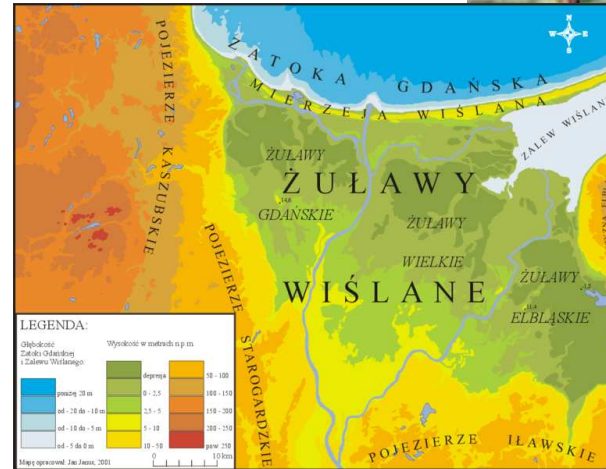 N
W E
S
ZATOKA GDAŃSKA
MIERZEJA WIŚLANA
ZALEW WIŚLANY
POJEZIERZE KASZUBSKIE
ŻUŁAWY
GDAŃSKIE
ŻUŁAWY
WIŚLANE
ŻUŁAWY
WIELKIE
ŻUŁAWY
ELBLĄSKIE
POJEZIERZE
STAROGARDZKIE
POJEZIERZE IŁAWSKIE
LEGENDA:
Głębokość
Zatoki Gdańskiej
i Zalewu Wiślanego:
poniżej 20 m
od - 20 do - 10 m
od - 10 do - 5 m
od - 5 do 0 m
Wysokość w metrach n p m
depresja
0 - 2,5
2,5 - 5
5 - 10
10 - 50
50 - 100
100 - 150
150 - 200
200 - 250
pow 250
0 10 km
Mapę opracował: Jan Janus, 2001